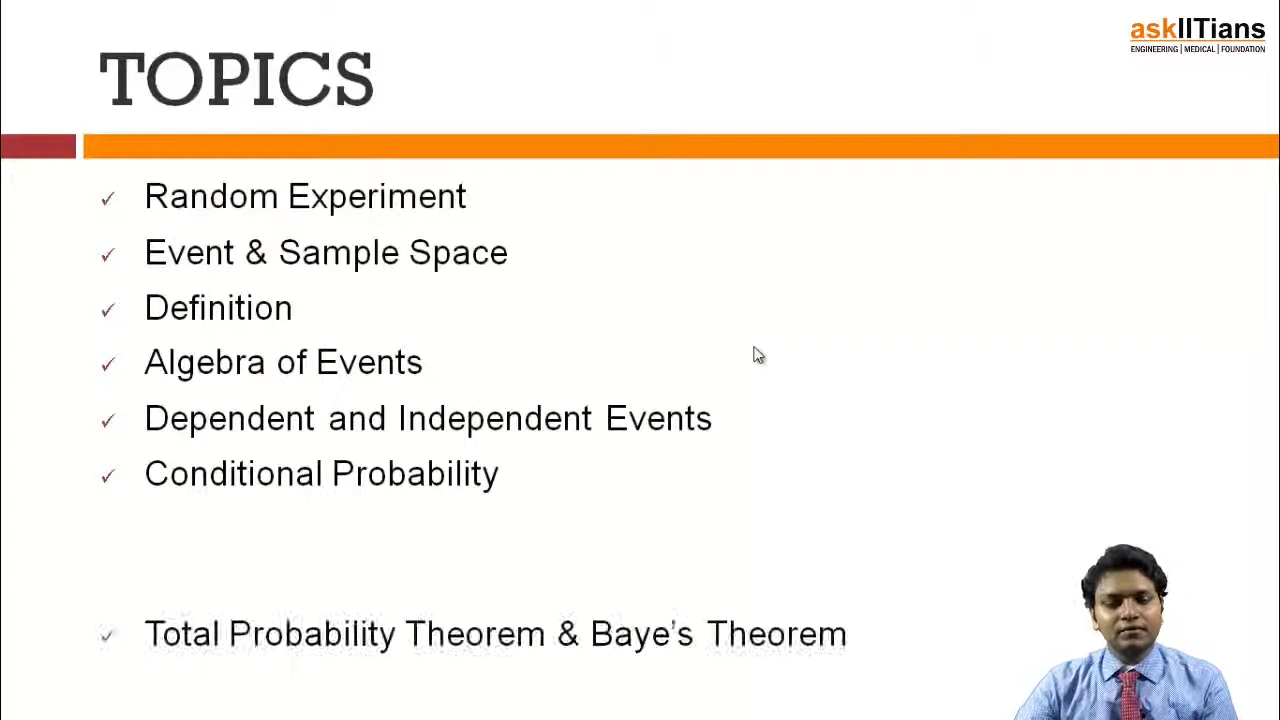 askIITians
ENGINEERING | MEDICAL | FOUNDATION
TOPICS
✓ Random Experiment
✓ Event & Sample Space
✓ Definition
✓ Algebra of Events
✓ Dependent and Independent Events
✓ Conditional Probability
✓ Total Probability Theorem & Baye's Theorem